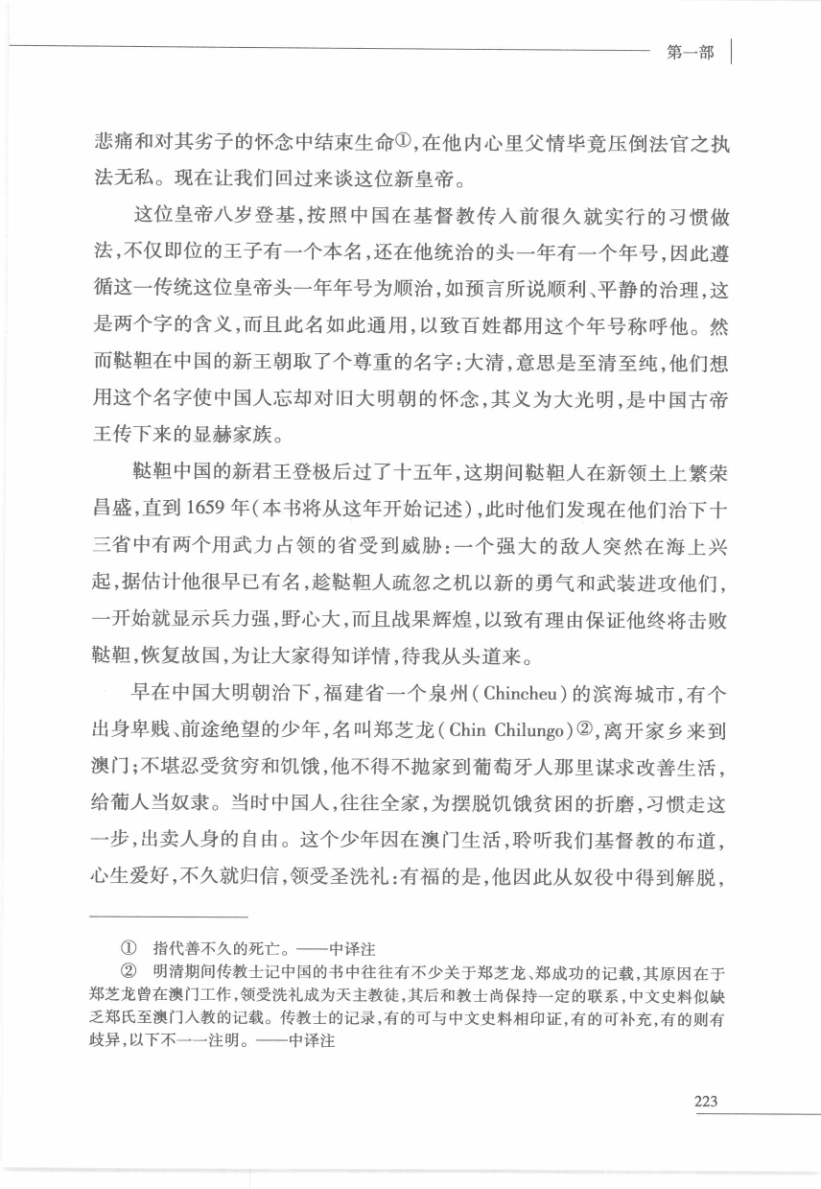 第一部
悲痛和对其劣子的怀念中结束生命①,在他内心里父情毕竟压倒法官之执
法无私。现在让我们回过来谈这位新皇帝。
这位皇帝八岁登基,按照中国在基督教传入前很久就实行的习惯做
法,不仅即位的王子有一个本名,还在他统治的头一年有一个年号,因此遵
循这一传统这位皇帝头一年年号为顺治,如预言所说顺利、平静的治理,这
是两个字的含义,而且此名如此通用,以致百姓都用这个年号称呼他。然
而鞑靼在中国的新王朝取了个尊重的名字:大清,意思是至清至纯,他们想
用这个名字使中国人忘却对旧大明朝的怀念,其义为大光明,是中国古帝
王传下来的显赫家族。
鞑靼中国的新君王登极后过了十五年,这期间鞑靼人在新领土上繁荣
昌盛,直到1659年(本书将从这年开始记述),此时他们发现在他们治下十
三省中有两个用武力占领的省受到威胁:一个强大的敌人突然在海上兴
起,据估计他很早已有名,趁鞑靼人疏忽之机以新的勇气和武装进攻他们,
一开始就显示兵力强,野心大,而且战果辉煌,以致有理由保证他终将击败
鞑靼,恢复故国,为让大家得知详情,待我从头道来。
早在中国大明朝治下,福建省一个泉州(Chincheu)的滨海城市,有个
出身卑贱、前途绝望的少年,名叫郑芝龙(Chin Chilungo)②,离开家乡来到
澳门;不堪忍受贫穷和饥饿,他不得不抛家到葡萄牙人那里谋求改善生活,
给葡人当奴隶。当时中国人,往往全家,为摆脱饥饿贫困的折磨,习惯走这
一步,出卖人身的自由。这个少年因在澳门生活,聆听我们基督教的布道,
心生爱好,不久就归信,领受圣洗礼:有福的是,他因此从奴役中得到解脱,
① 指代善不久的死亡。——中译注
② 明清期间传教士记中国的书中往往有不少关于郑芝龙、郑成功的记载,其原因在于
郑芝龙曾在澳门工作,领受洗礼成为天主教徒,其后和教士尚保持一定的联系,中文史料似缺
乏郑氏至澳门入教的记载。传教士的记录,有的可与中文史料相印证,有的可补充,有的则有
歧异,以下不一一注明。——中译注
223